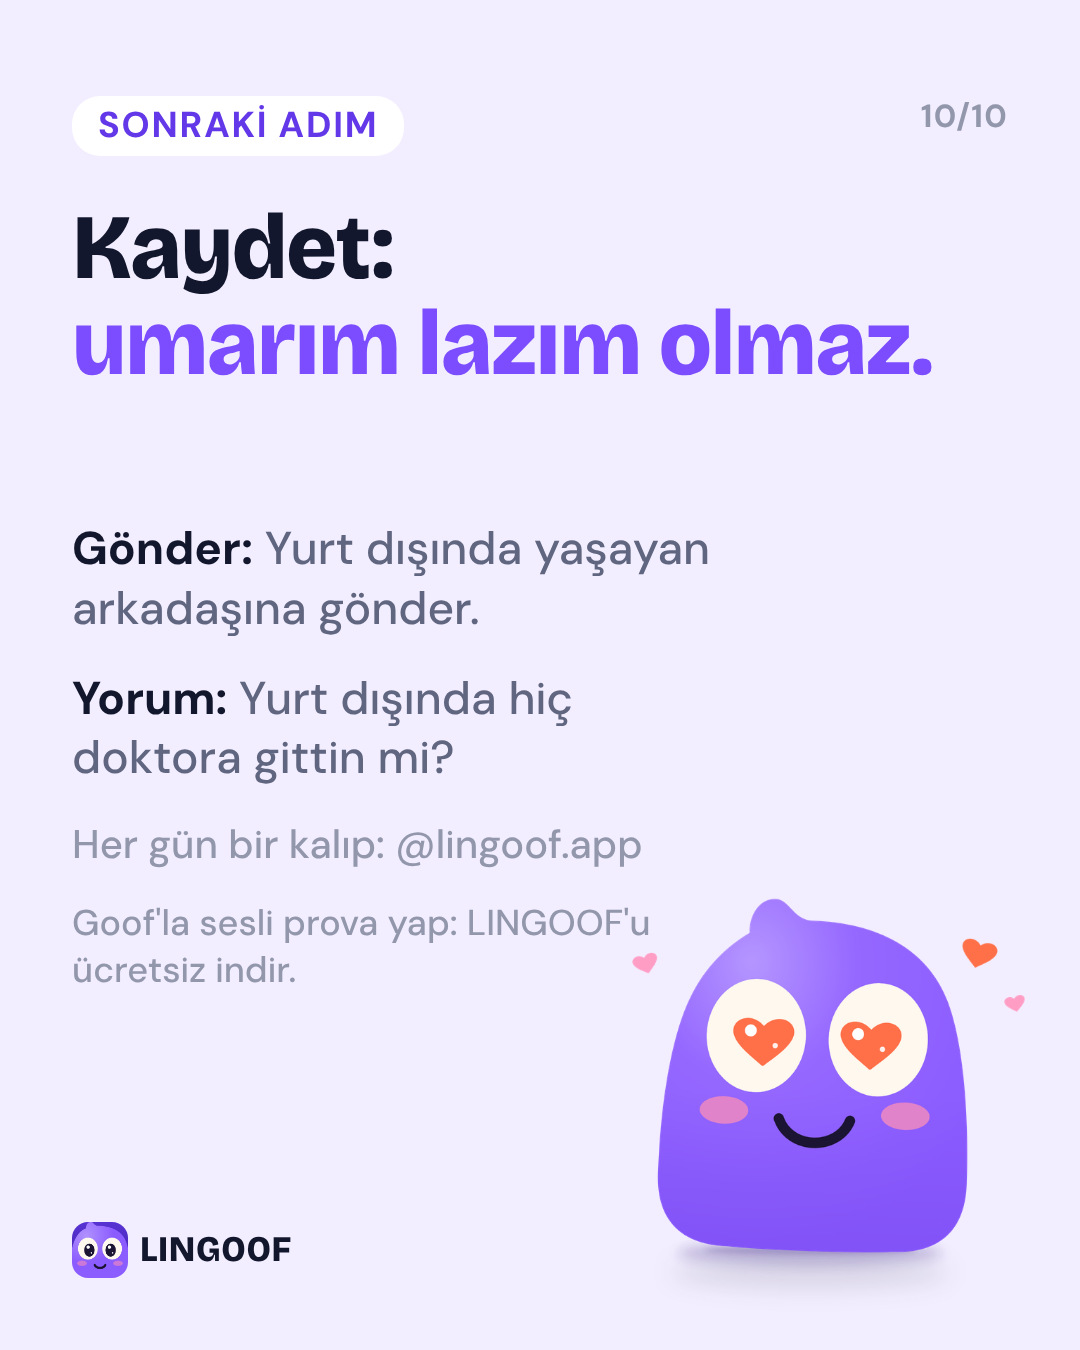 SONRAKİ ADIM
10/10
Kaydet:
umarım lazım olmaz.
Gönder: Yurt dışında yaşayan
arkadaşına gönder.
Yorum: Yurt dışında hiç
doktora gittin mi?
Her gün bir kalıp: @lingoof.app
Goof'la sesli prova yap: LINGOOF'u
ücretsiz indir.
LINGOOF